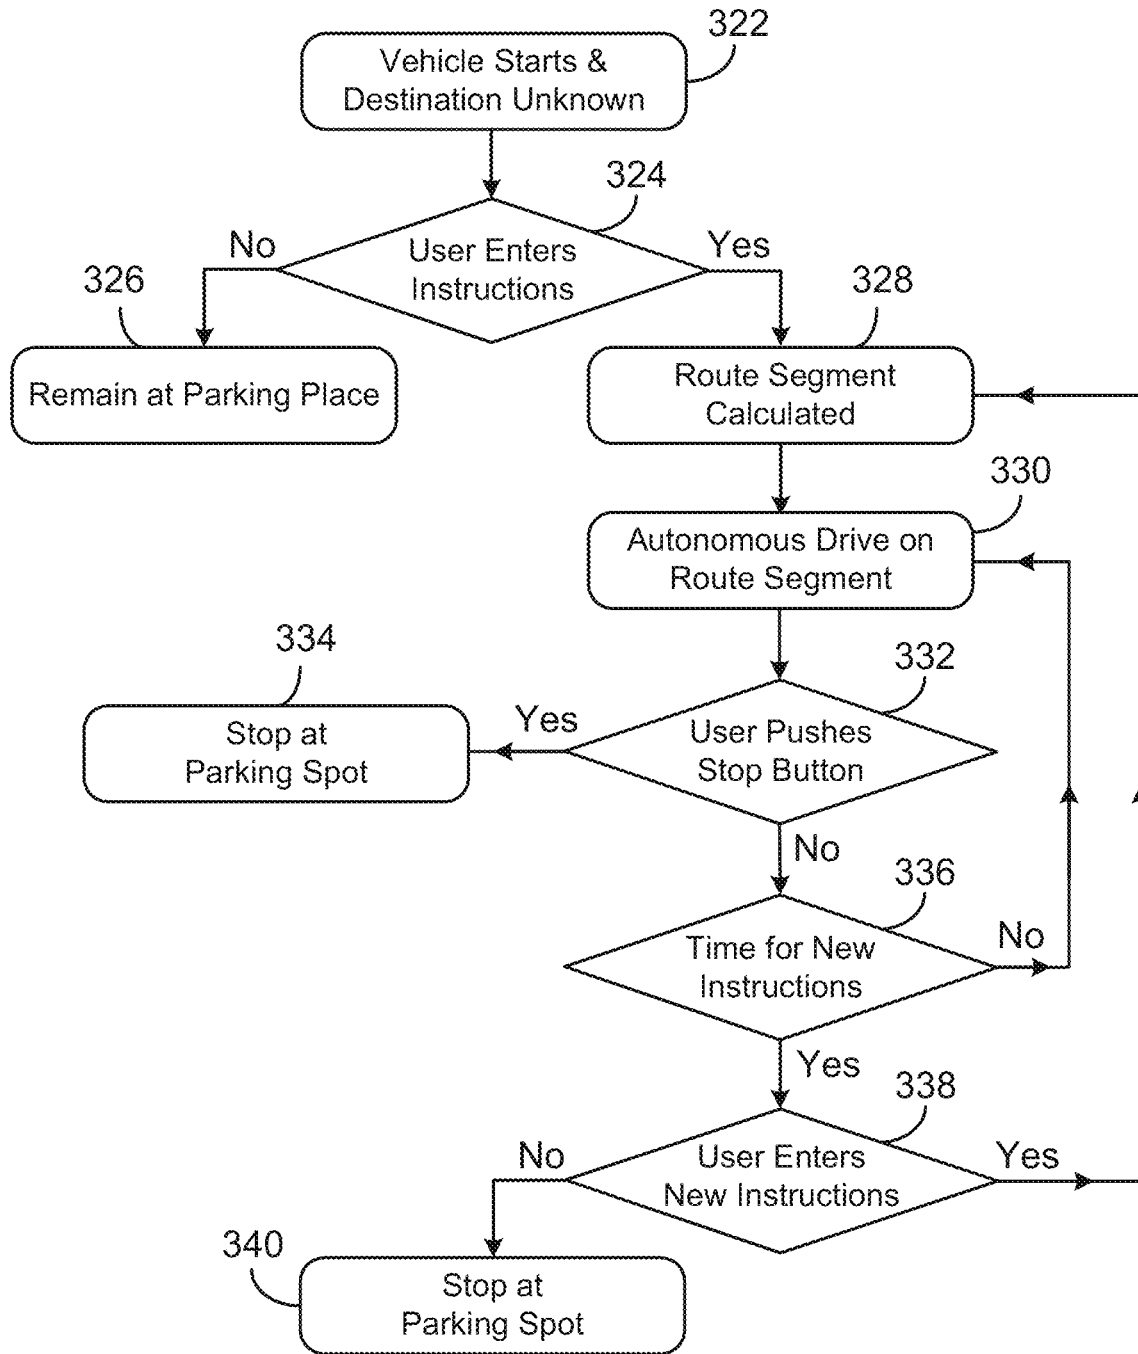 322
Vehicle Starts &
Destination Unknown
324
No
User Enters
Instructions
Yes
326
328
Remain at Parking Place
Route Segment
Calculated
330
Autonomous Drive on
Route Segment
334
332
Stop at
Parking Spot
Yes
User Pushes
Stop Button
No
336
Time for New
Instructions
No
Yes
338
No
User Enters
New Instructions
Yes
340
Stop at
Parking Spot